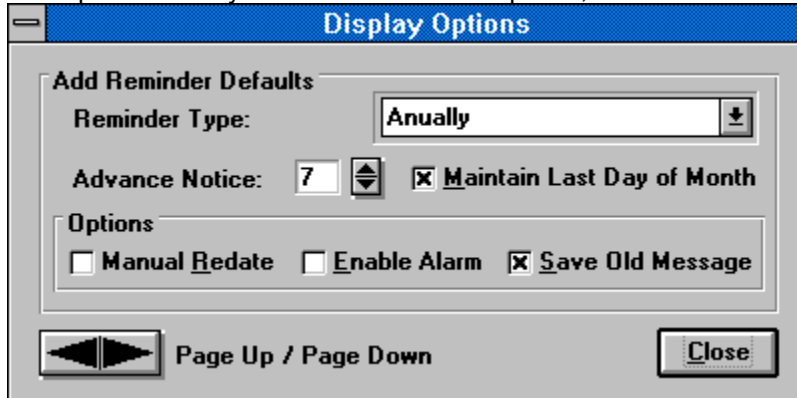 Display Options
Add Reminder Defaults
Reminder Type: Anually
Advance Notice: 7 Maintain Last Day of Month
Options
Manual Redate Enable Alarm Save Old Message
Page Up / Page Down Close